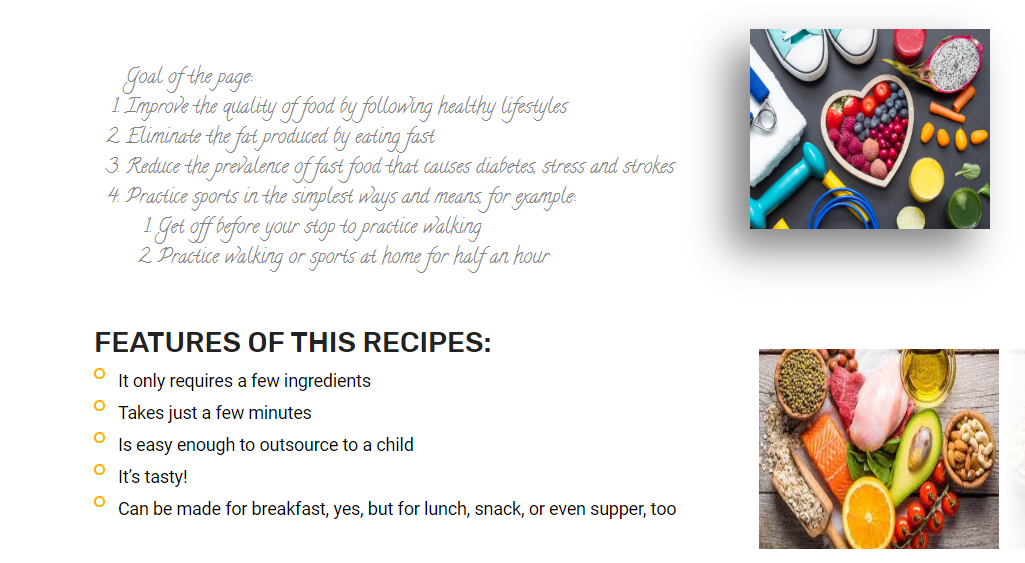 Goal of the page:
1. Improve the quality of food by following healthy lifestyles
2. Eliminate the fat produced by eating fast
3. Reduce the prevalence of fast food that causes diabetes, stress and strokes
4. Practice sports in the simplest ways and means, for example:
1. Get off before your stop to practice walking
2. Practice walking or sports at home for half an hour
FEATURES OF THIS RECIPES:
It only requires a few ingredients
Takes just a few minutes
Is easy enough to outsource to a child
It’s tasty!
Can be made for breakfast, yes, but for lunch, snack, or even supper, too